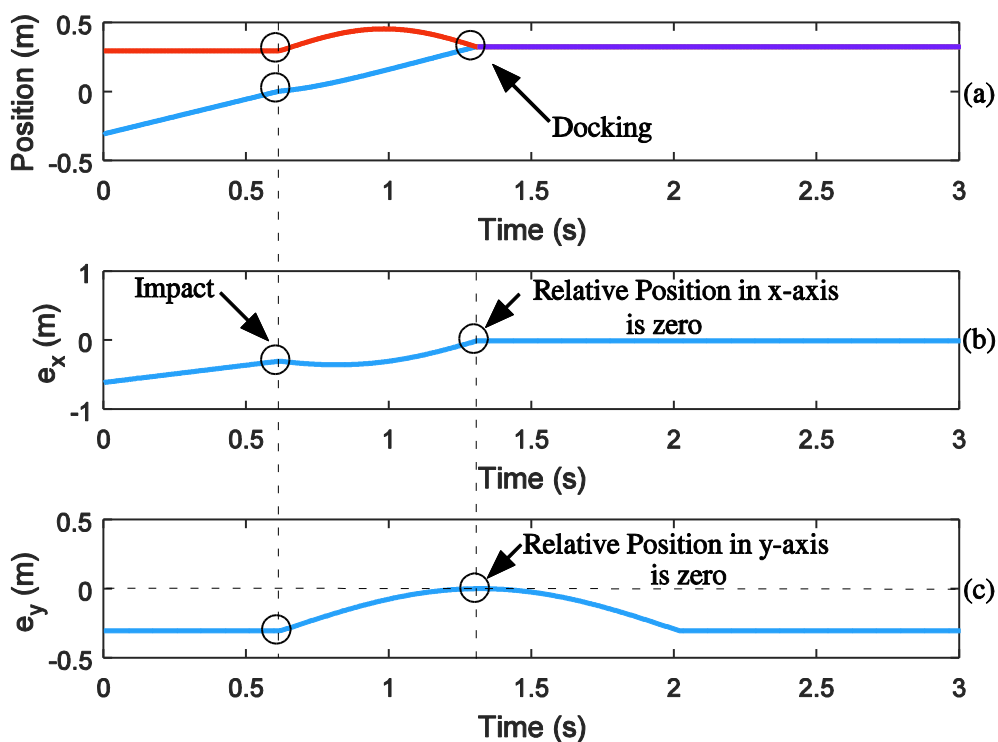 Position (m)
0.5
0
-0.5
Docking
(a)
0 0.5 1 1.5 2 2.5 3
Time (s)
e_x (m)
1
0
-1
Impact
Relative Position in x-axis
is zero
(b)
0 0.5 1 1.5 2 2.5 3
Time (s)
e_y (m)
0.5
0
-0.5
Relative Position in y-axis
is zero
(c)
0 0.5 1 1.5 2 2.5 3
Time (s)